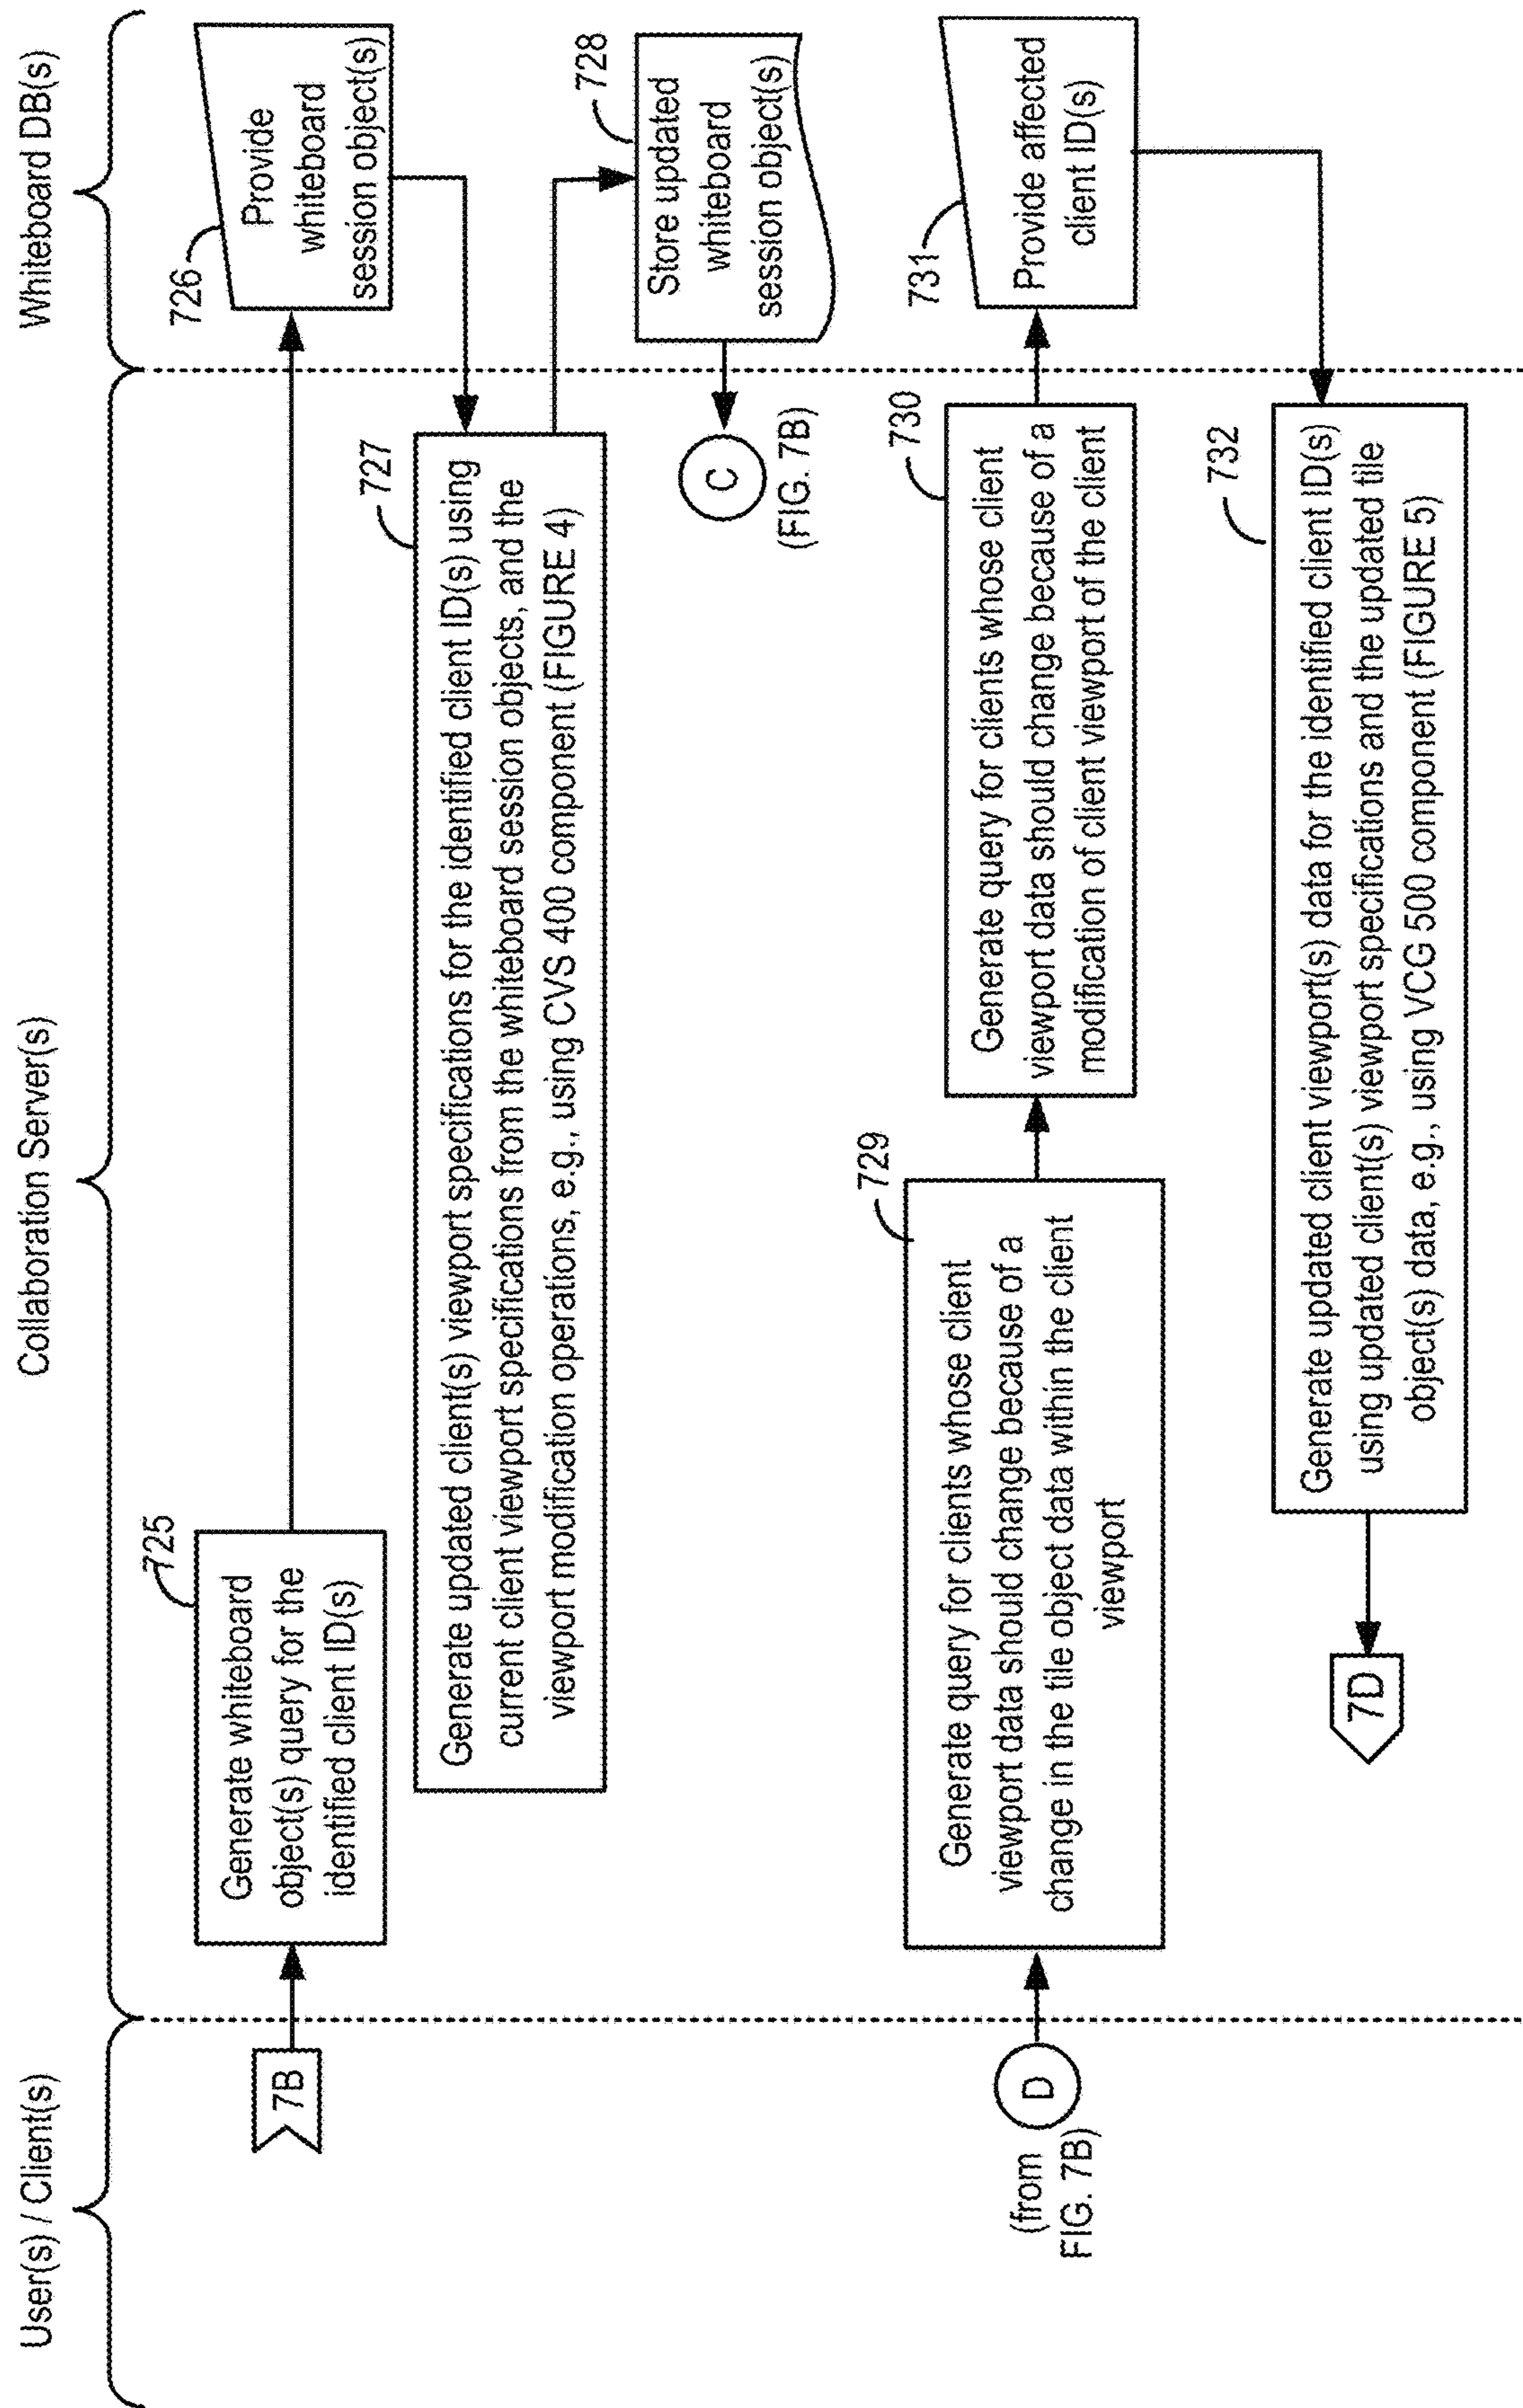 User(s) / Client(s)
Collaboration Server(s)
Whiteboard DB(s)
7B
725
Generate whiteboard
object(s) query for the
identified client ID(s)
726
Provide
whiteboard
session object(s)
727
Generate updated client(s) viewport specifications for the identified client ID(s) using
current client viewport specifications from the whiteboard session objects, and the
viewport modification operations, e.g., using CVS 400 component (FIGURE 4)
728
Store updated
whiteboard
session object(s)
C
(FIG. 7B)
(from
FIG. 7B)
D
729
Generate query for clients whose client
viewport data should change because of a
change in the tile object data within the client
viewport
730
Generate query for clients whose client
viewport data should change because of a
modification of client viewport of the client
731
Provide affected
client ID(s)
732
Generate updated client viewport(s) data for the identified client ID(s)
using updated client(s) viewport specifications and the updated tile
object(s) data, e.g., using VCG 500 component (FIGURE 5)
7D